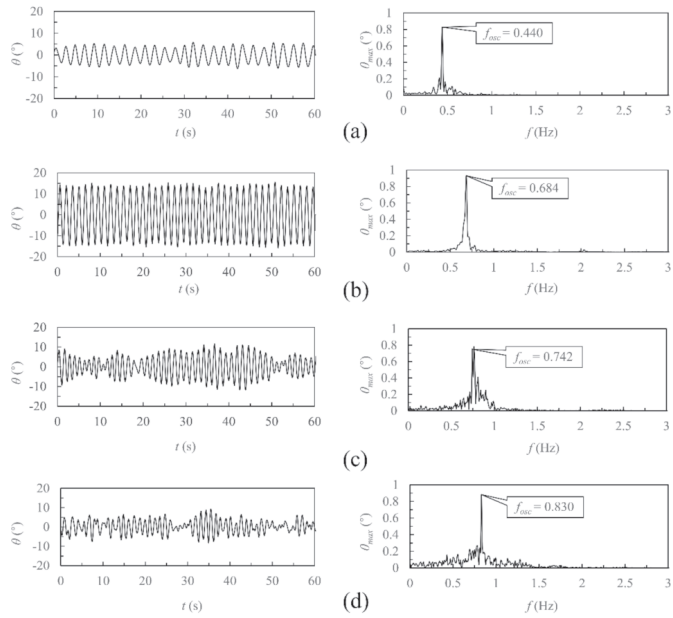 20
10
0
-10
-20
θ (°)
0 10 20 30 40 50 60
t (s)
1
0.8
0.6
0.4
0.2
0
θmax (°)
fosc = 0.440
0 0.5 1 1.5 2 2.5 3
f (Hz)
(a)
20
10
0
-10
-20
θ (°)
0 10 20 30 40 50 60
t (s)
1
0.8
0.6
0.4
0.2
0
θmax (°)
fosc = 0.684
0 0.5 1 1.5 2 2.5 3
f (Hz)
(b)
20
10
0
-10
-20
θ (°)
0 10 20 30 40 50 60
t (s)
1
0.8
0.6
0.4
0.2
0
θmax (°)
fosc = 0.742
0 0.5 1 1.5 2 2.5 3
f (Hz)
(c)
20
10
0
-10
-20
θ (°)
0 10 20 30 40 50 60
t (s)
1
0.8
0.6
0.4
0.2
0
θmax (°)
fosc = 0.830
0 0.5 1 1.5 2 2.5 3
f (Hz)
(d)